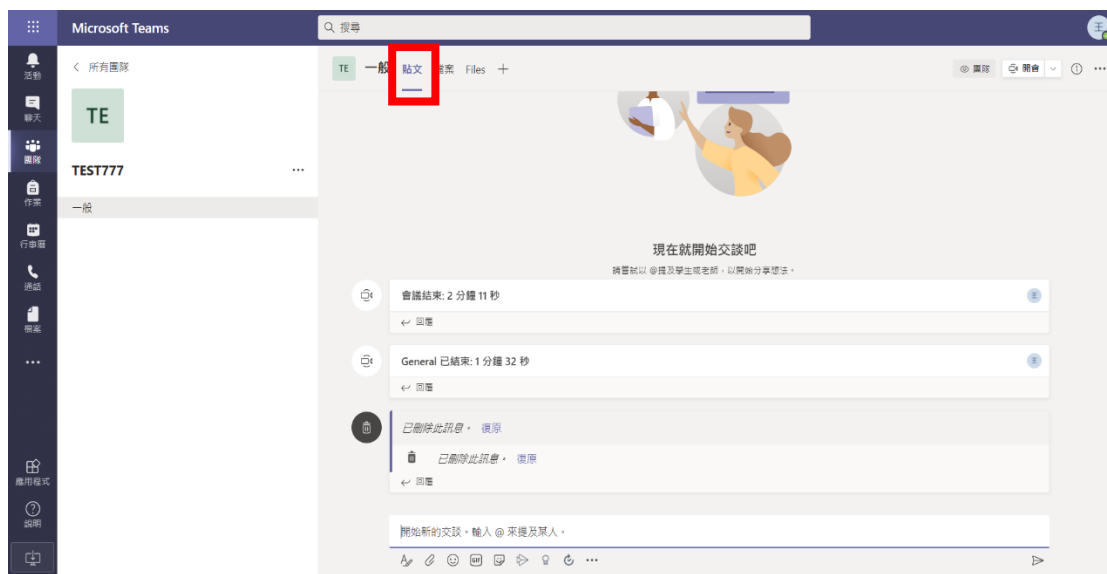 Microsoft Teams
搜尋
王
活動
聊天
團隊
作業
行事曆
通話
檔案
應用程式
說明
所有團隊
TE
TEST777
一般
TE 一般 貼文 檔案 Files
團隊 開會
現在就開始交談吧
請嘗試以 @提及學生或老師，以開始分享想法。
會議結束: 2 分鐘 11 秒
王
回覆
General 已結束: 1 分鐘 32 秒
王
回覆
已刪除此訊息。 復原
已刪除此訊息。 復原
回覆
開始新的交談。輸入 @ 來提及某人。
GIF